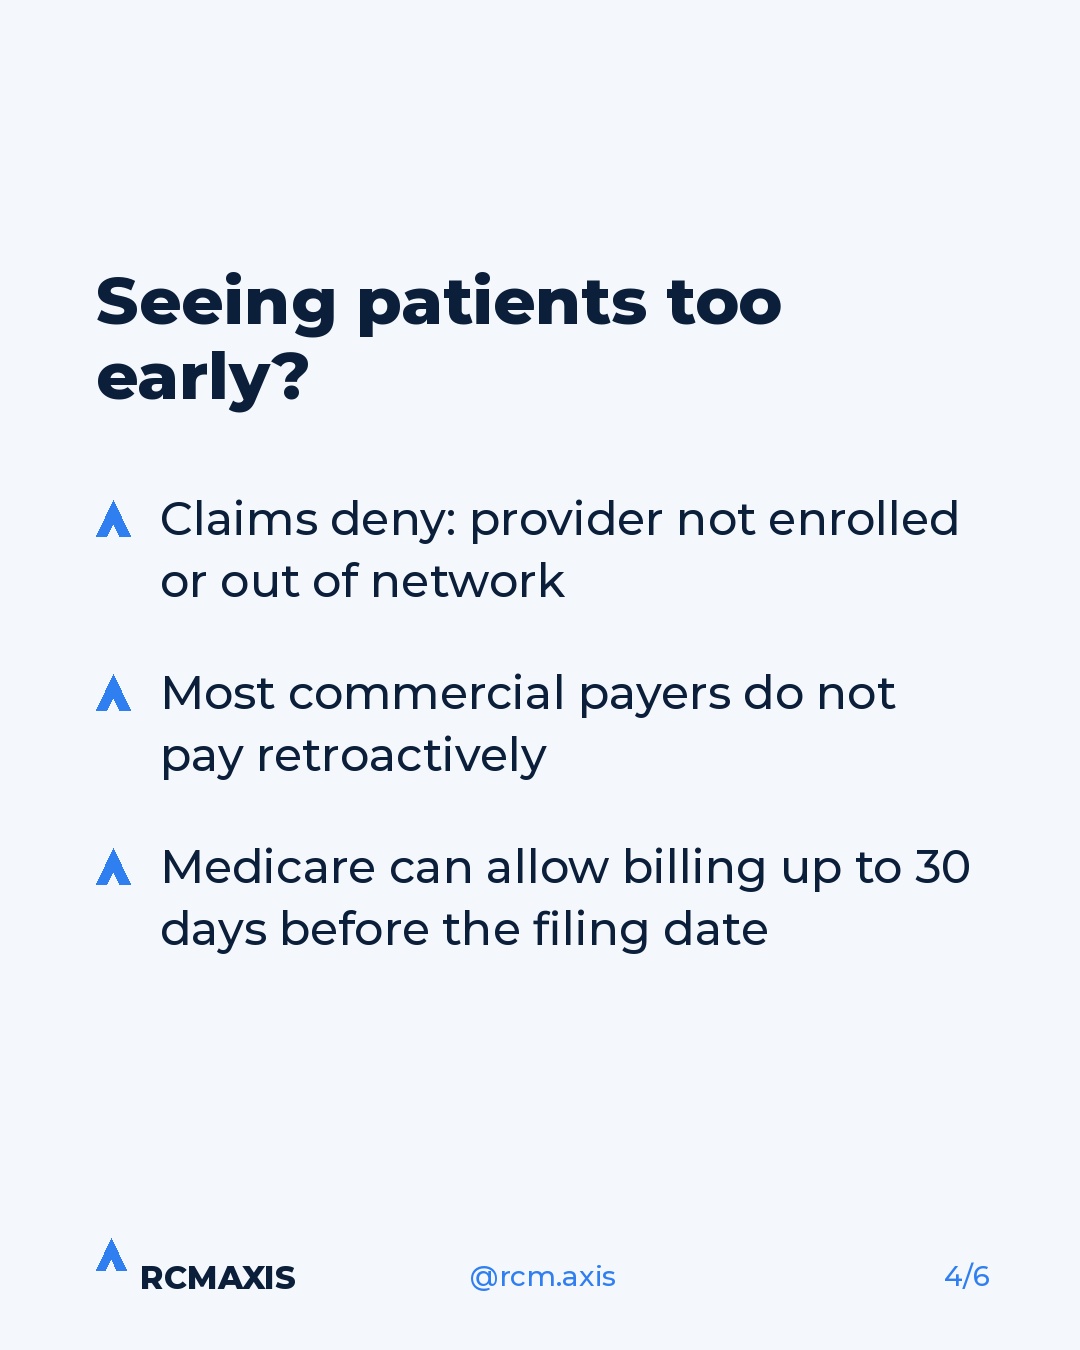 Seeing patients too
early?
Claims deny: provider not enrolled
or out of network
Most commercial payers do not
pay retroactively
Medicare can allow billing up to 30
days before the filing date
RCMAXIS
@rcm.axis
4/6